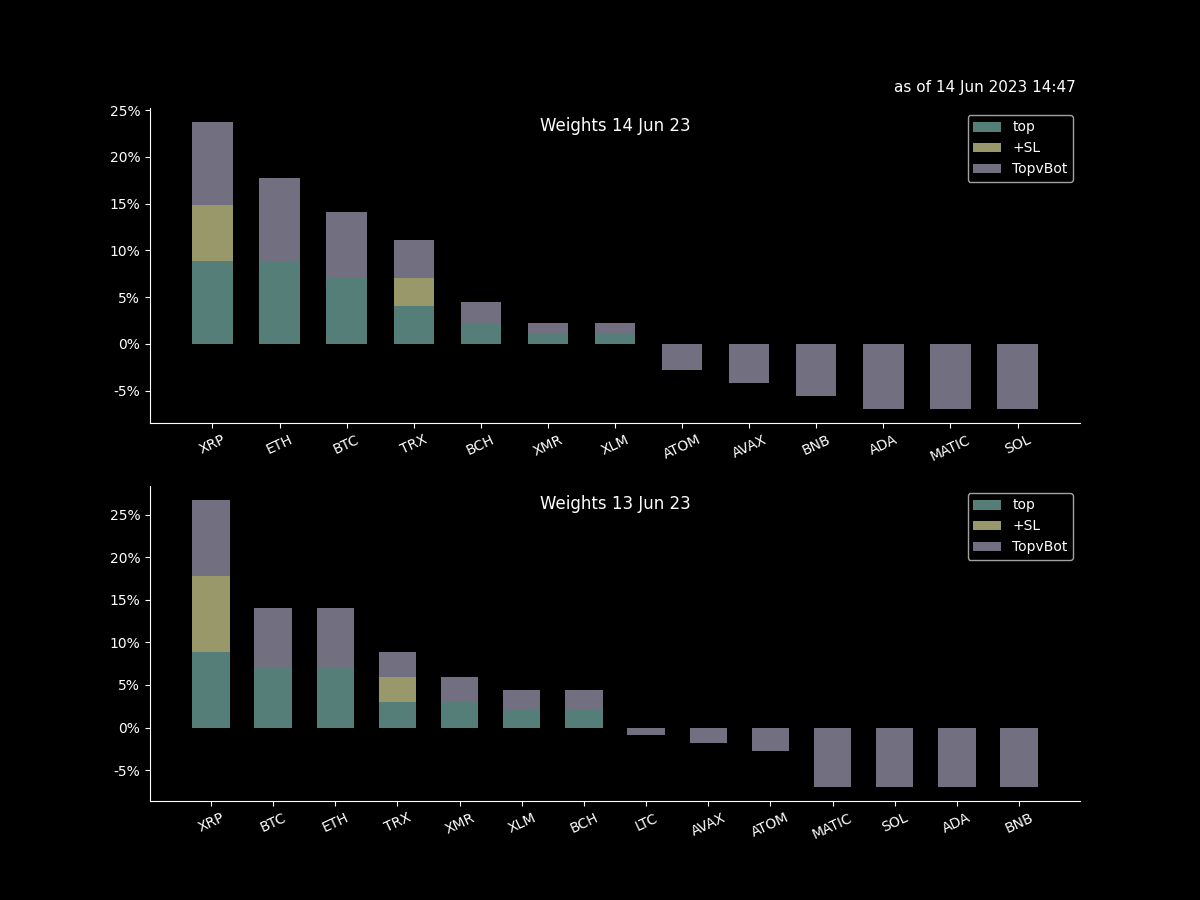 as of 14 Jun 2023 14:47
Weights 14 Jun 23
25%
20%
15%
10%
5%
0%
-5%
top
+SL
TopvBot
XRP ETH BTC TRX BCH XMR XLM ATOM AVAX BNB ADA MATIC SOL
Weights 13 Jun 23
25%
20%
15%
10%
5%
0%
-5%
top
+SL
TopvBot
XRP BTC ETH TRX XMR XLM BCH LTC AVAX ATOM MATIC SOL ADA BNB